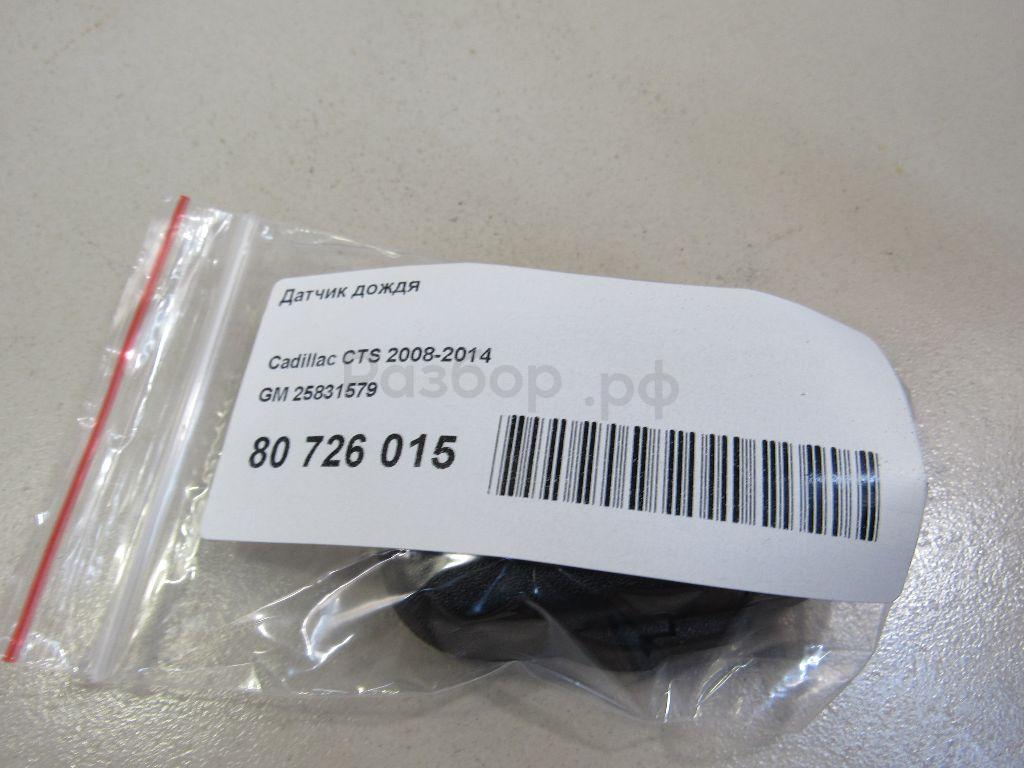 Датчик дождя
Cadillac CTS 2008-2014
Разбор.рф
GM 25831579
80 726 015